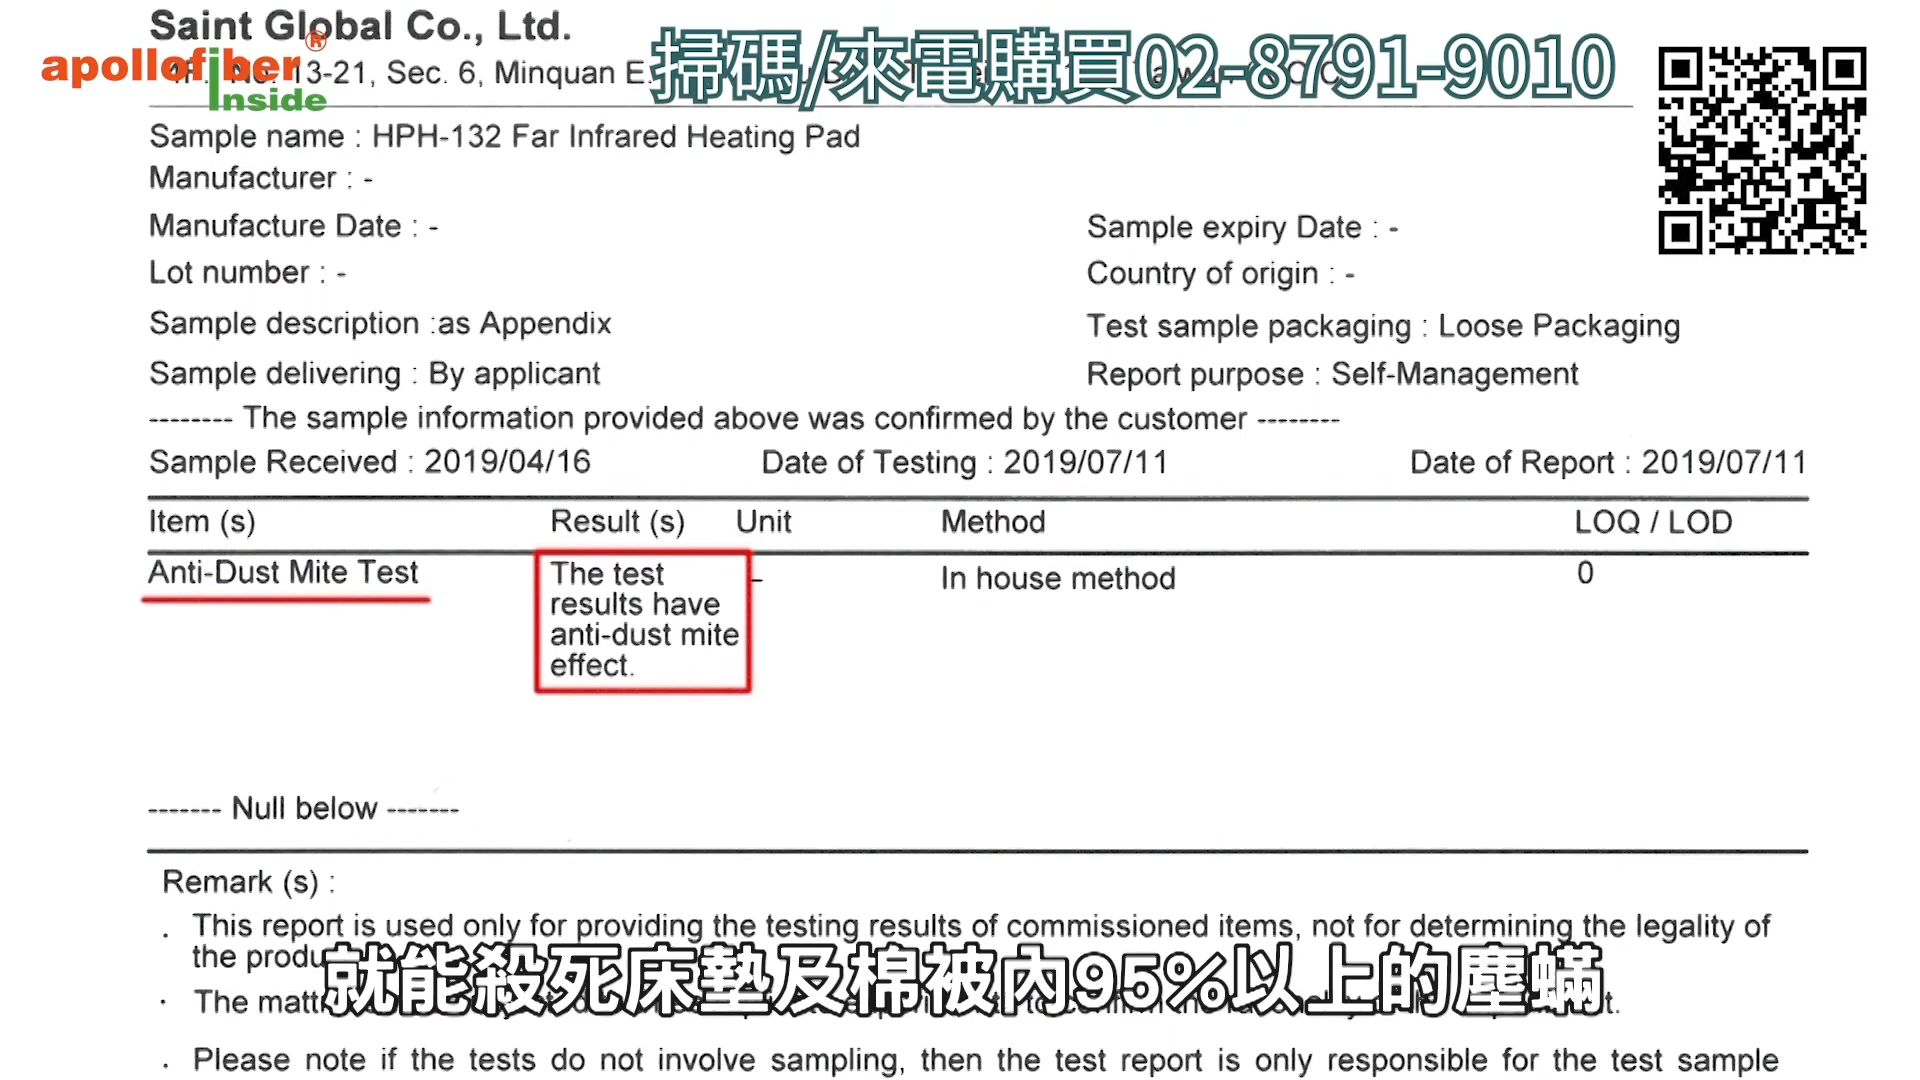 Saint Global Co., Ltd.
apollofiber®
Inside
13-21, Sec. 6, Minquan E.
掃碼/來電購買02-8791-9010
Sample name : HPH-132 Far Infrared Heating Pad
Manufacturer : -
Manufacture Date : -
Sample expiry Date : -
Lot number : -
Country of origin : -
Sample description :as Appendix
Test sample packaging : Loose Packaging
Sample delivering : By applicant
Report purpose : Self-Management
-------- The sample information provided above was confirmed by the customer --------
Sample Received : 2019/04/16 Date of Testing : 2019/07/11 Date of Report : 2019/07/11
Item (s) Result (s) Unit Method LOQ / LOD
Anti-Dust Mite Test
The test
results have
anti-dust mite
effect.
-
In house method
0
------- Null below -------
Remark (s) :
. This report is used only for providing the testing results of commissioned items, not for determining the legality of
the
就能殺死床墊及棉被內95%以上的塵蟎
· The
. Please note if the tests do not involve sampling, then the test report is only responsible for the test sample